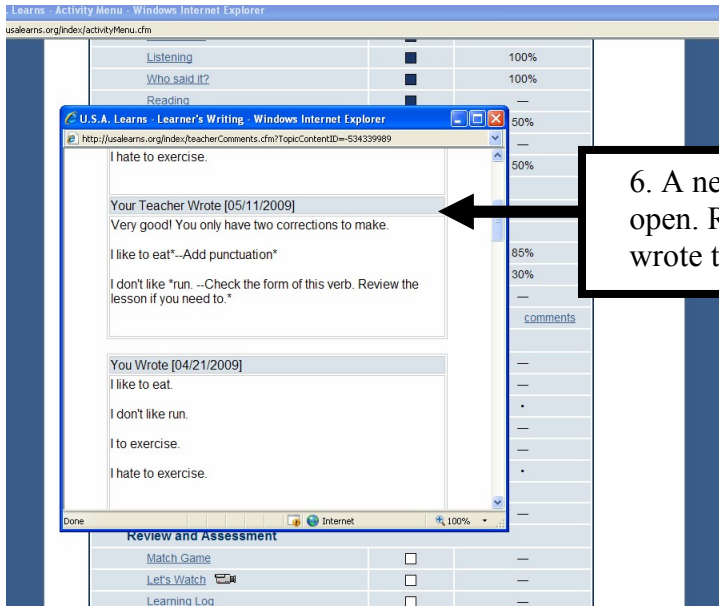 Learns - Activity Menu - Windows Internet Explorer
usalearns.org/index/activityMenu.cfm
Listening 100%
Who said it? 100%
Reading —
U.S.A. Learns - Learner's Writing - Windows Internet Explorer
50%
http://usalearns.org/index/teacherComments.cfm?TopicContentID=-534339989
—
I hate to exercise.
50%
Your Teacher Wrote [05/11/2009]
Very good! You only have two corrections to make.
I like to eat*--Add punctuation*
85%
I don't like *run. --Check the form of this verb. Review the
30%
lesson if you need to.*
—
comments
6. A ne
open. R
wrote t
You Wrote [04/21/2009]
I like to eat.
—
—
I don't like run.
•
—
I to exercise.
—
I hate to exercise.
•
—
Done Internet 100%
Review and Assessment
Match Game —
Let's Watch —
Learning Log —